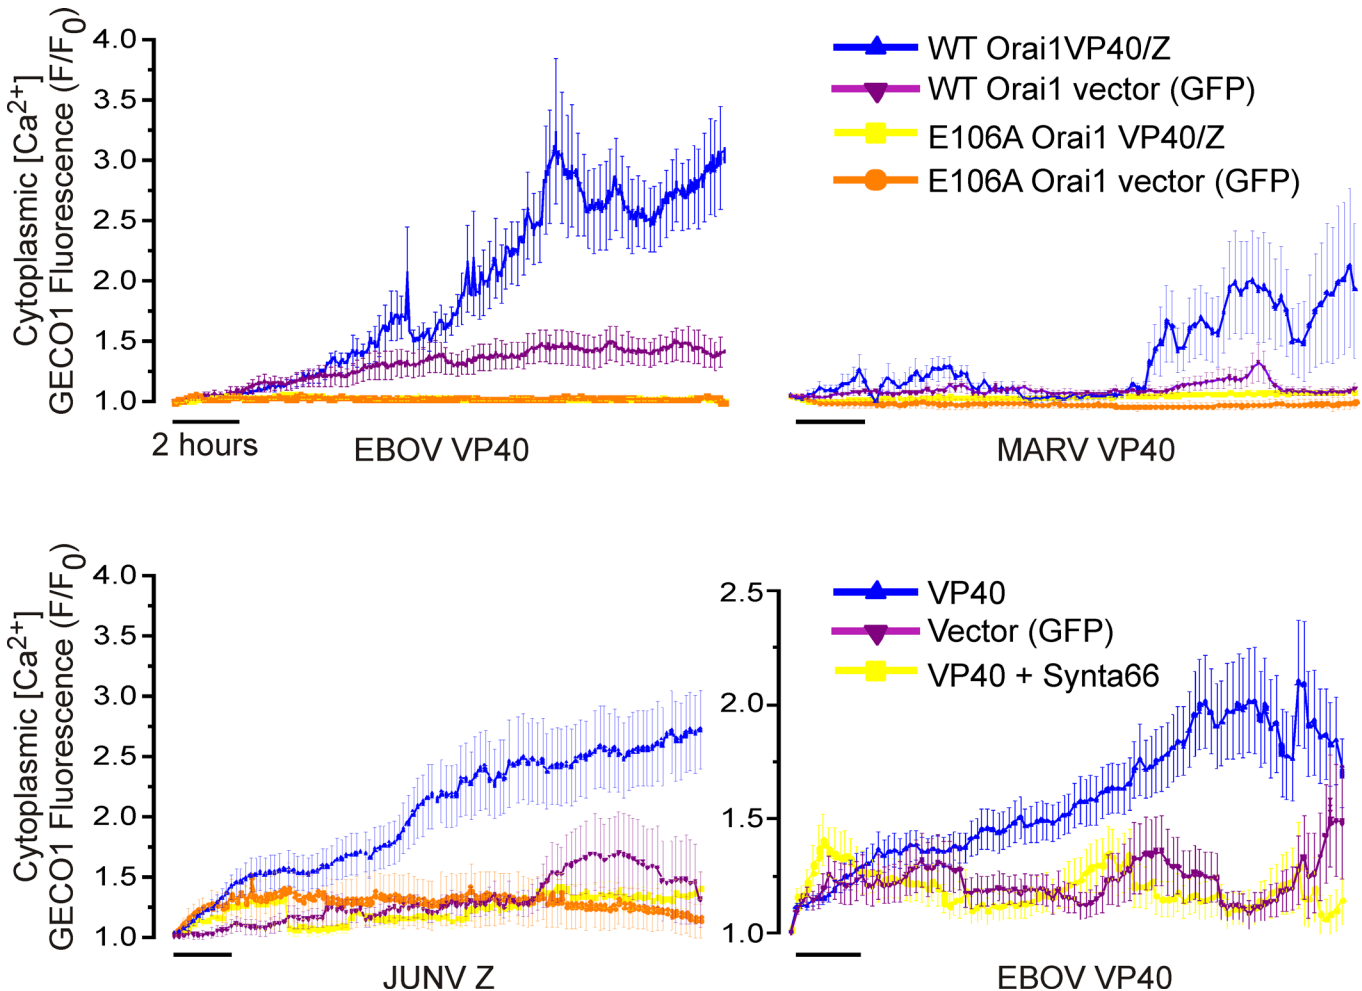 Cytoplasmic [Ca2+]
GECO1 Fluorescence (F/F0)
4.0
3.5
3.0
2.5
2.0
1.5
1.0
2 hours
EBOV VP40
WT Orai1VP40/Z
WT Orai1 vector (GFP)
E106A Orai1 VP40/Z
E106A Orai1 vector (GFP)
MARV VP40
Cytoplasmic [Ca2+]
GECO1 Fluorescence (F/F0)
4.0
3.5
3.0
2.5
2.0
1.5
1.0
JUNV Z
2.5
2.0
1.5
1.0
VP40
Vector (GFP)
VP40 + Synta66
EBOV VP40